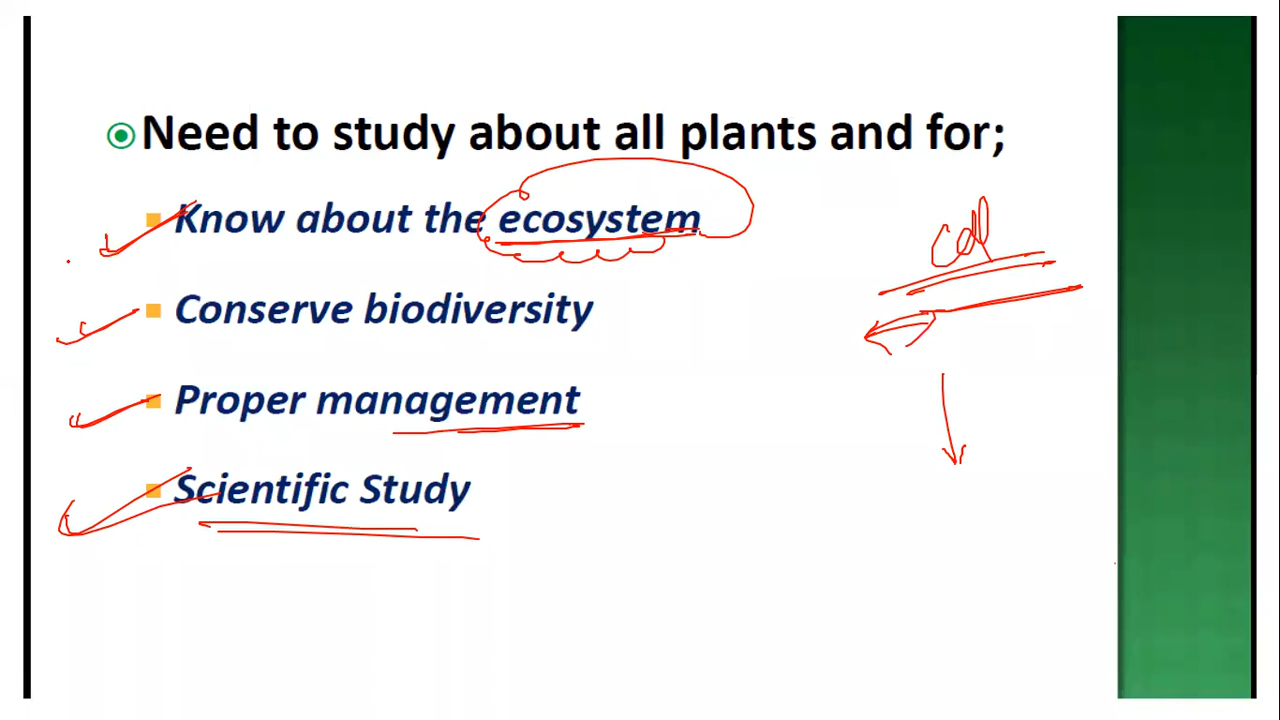 Need to study about all plants and for;
Know about the ecosystem
Conserve biodiversity
Proper management
Scientific Study